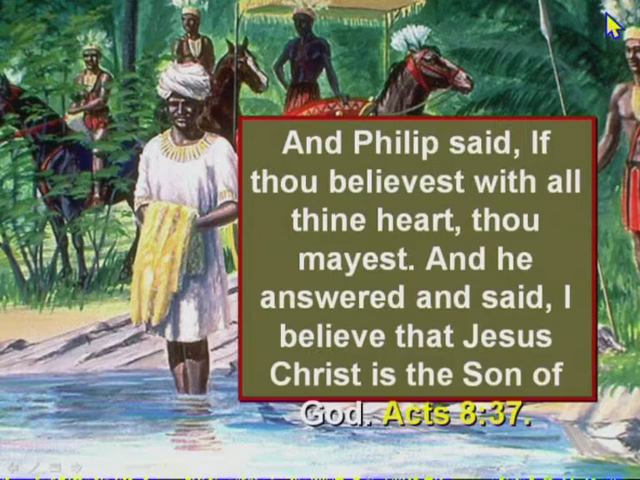 And Philip said, If
thou believest with all
thine heart, thou
mayest. And he
answered and said, I
believe that Jesus
Christ is the Son of
God. Acts 8:37.